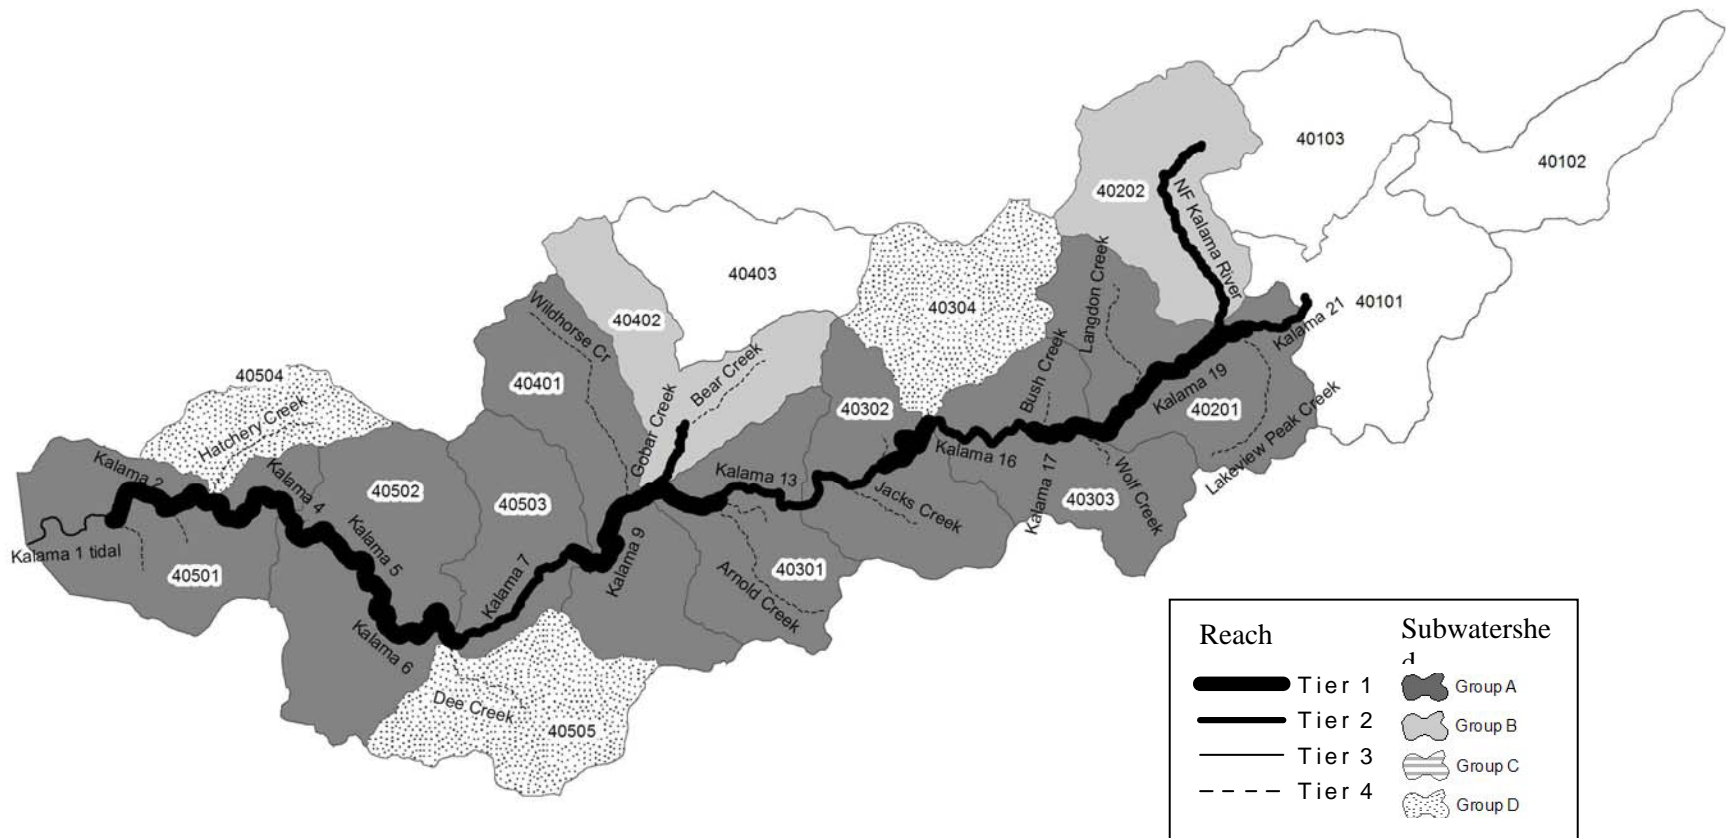 40103
40102
40202
NF Kalama River
40403
40304
40101
Langdon Creek
Kalama 21
40402
Wildhorse Cr
Bush Creek
40504
40401
Bear Creek
Kalama 19
40302
40201
Hatchery Creek
Gobar Creek
Lakeview Peak Creek
Kalama 2
Kalama 4
40502
Kalama 13
Kalama 16
40503
Kalama 17
40303
Wolf Creek
Jacks Creek
Kalama 1 tidal
Kalama 5
40501
Kalama 7
Kalama 9
40301
Arnold Creek
Kalama 6
Dee Creek
40505
Reach
Tier 1
Tier 2
Tier 3
Tier 4
Subwatershe
d
Group A
Group B
Group C
Group D